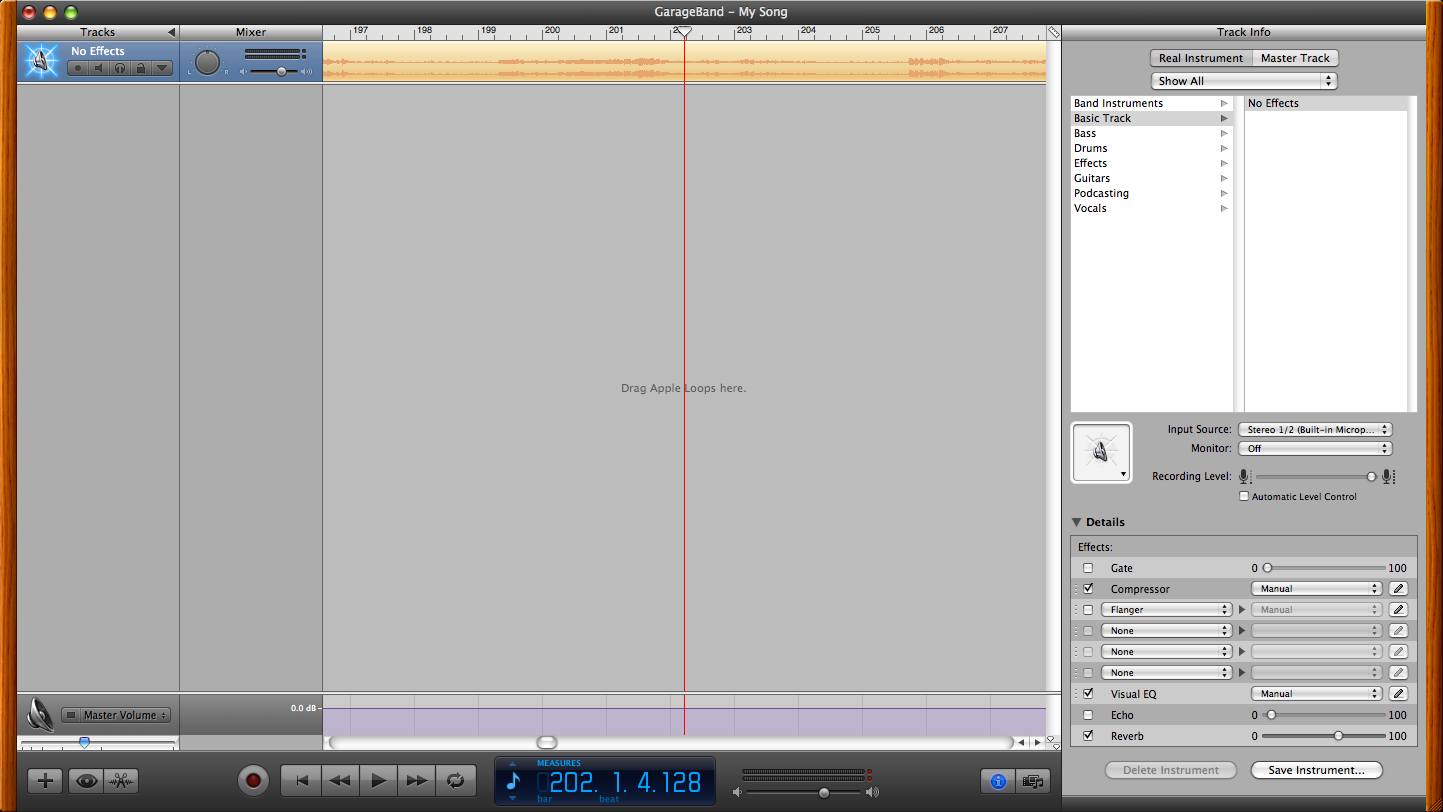 GarageBand – My Song
Tracks
Mixer
197 198 199 200 201 202 203 204 205 206 207
Track Info
No Effects
L R
Real Instrument Master Track
Show All
Band Instruments
Basic Track
Bass
Drums
Effects
Guitars
Podcasting
Vocals
No Effects
Drag Apple Loops here.
Input Source: Stereo 1/2 (Built-in Microp...
Monitor: Off
Recording Level:
Automatic Level Control
Details
Effects:
Gate 0 100
Compressor Manual
Flanger Manual
None
None
None
Visual EQ Manual
Echo 0 100
Reverb 0 100
Master Volume
0.0 dB
MEASURES
202. 1. 4.128
bar beat
Delete Instrument Save Instrument...